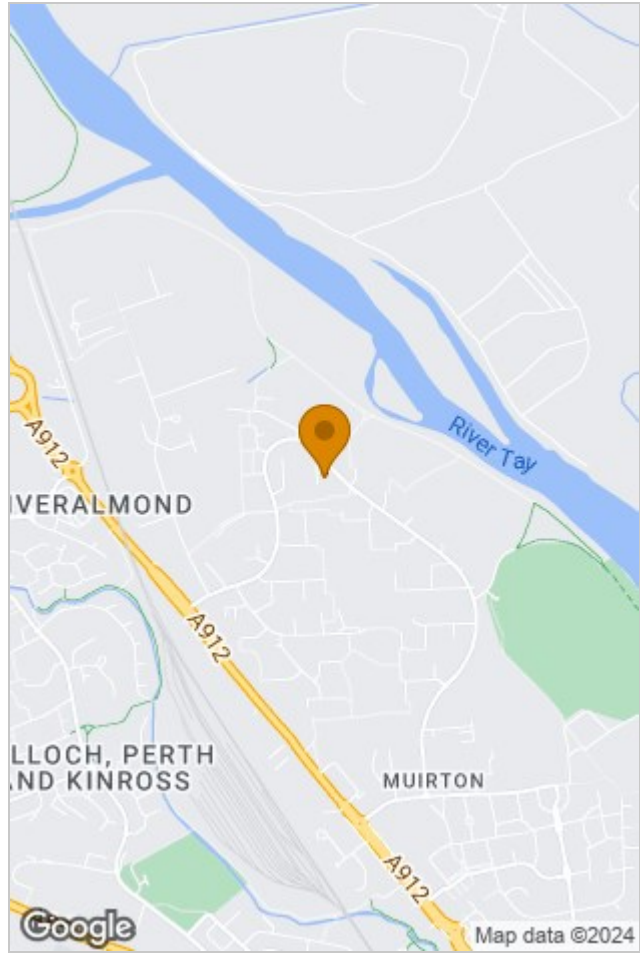 River Tay
A912
IVERALMOND
A912
LLOCH, PERTH
AND KINROSS
MUIRTON
A912
Google
Map data ©2024